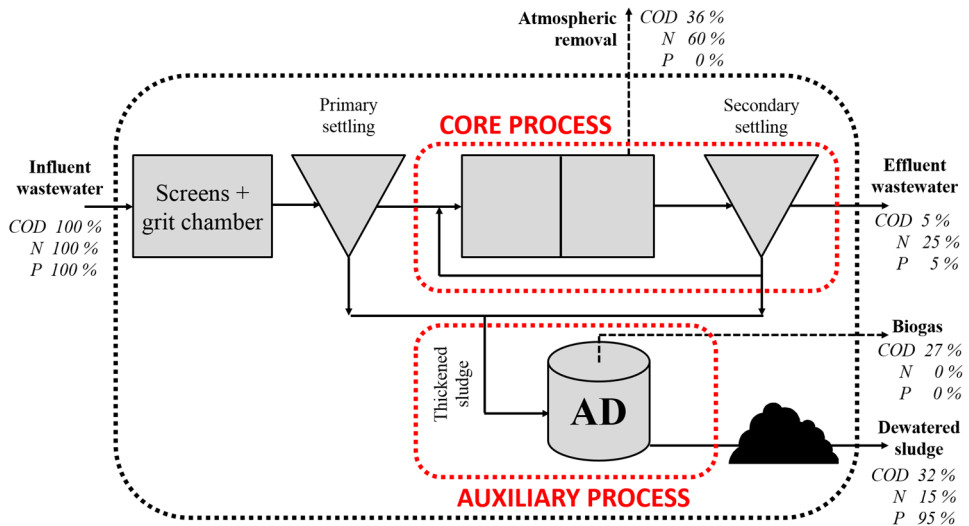 Atmospheric
removal
COD 36 %
N 60 %
P 0 %
Primary
settling
Secondary
settling
CORE PROCESS
Influent
wastewater
COD 100 %
N 100 %
P 100 %
Screens +
grit chamber
Effluent
wastewater
COD 5 %
N 25 %
P 5 %
Biogas
COD 27 %
N 0 %
P 0 %
Thickened
sludge
AD
Dewatered
sludge
COD 32 %
N 15 %
P 95 %
AUXILIARY PROCESS